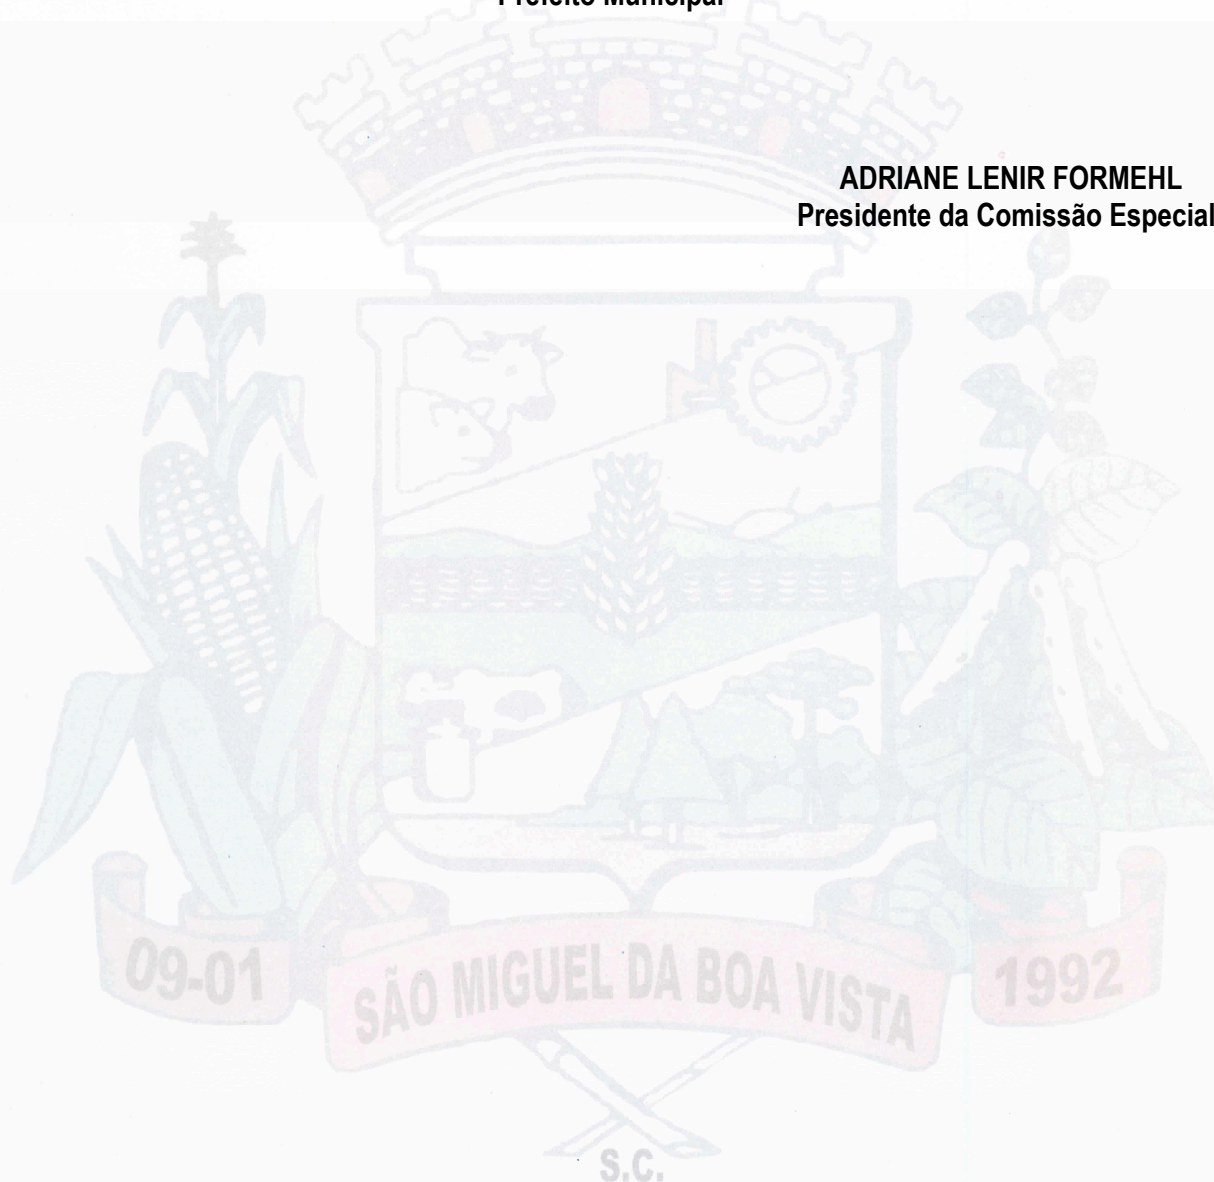 Prefeito Municipal
ADRIANE LENIR FORMEHL
Presidente da Comissão Especial
09-01
SÃO MIGUEL DA BOA VISTA
1992
S.C.